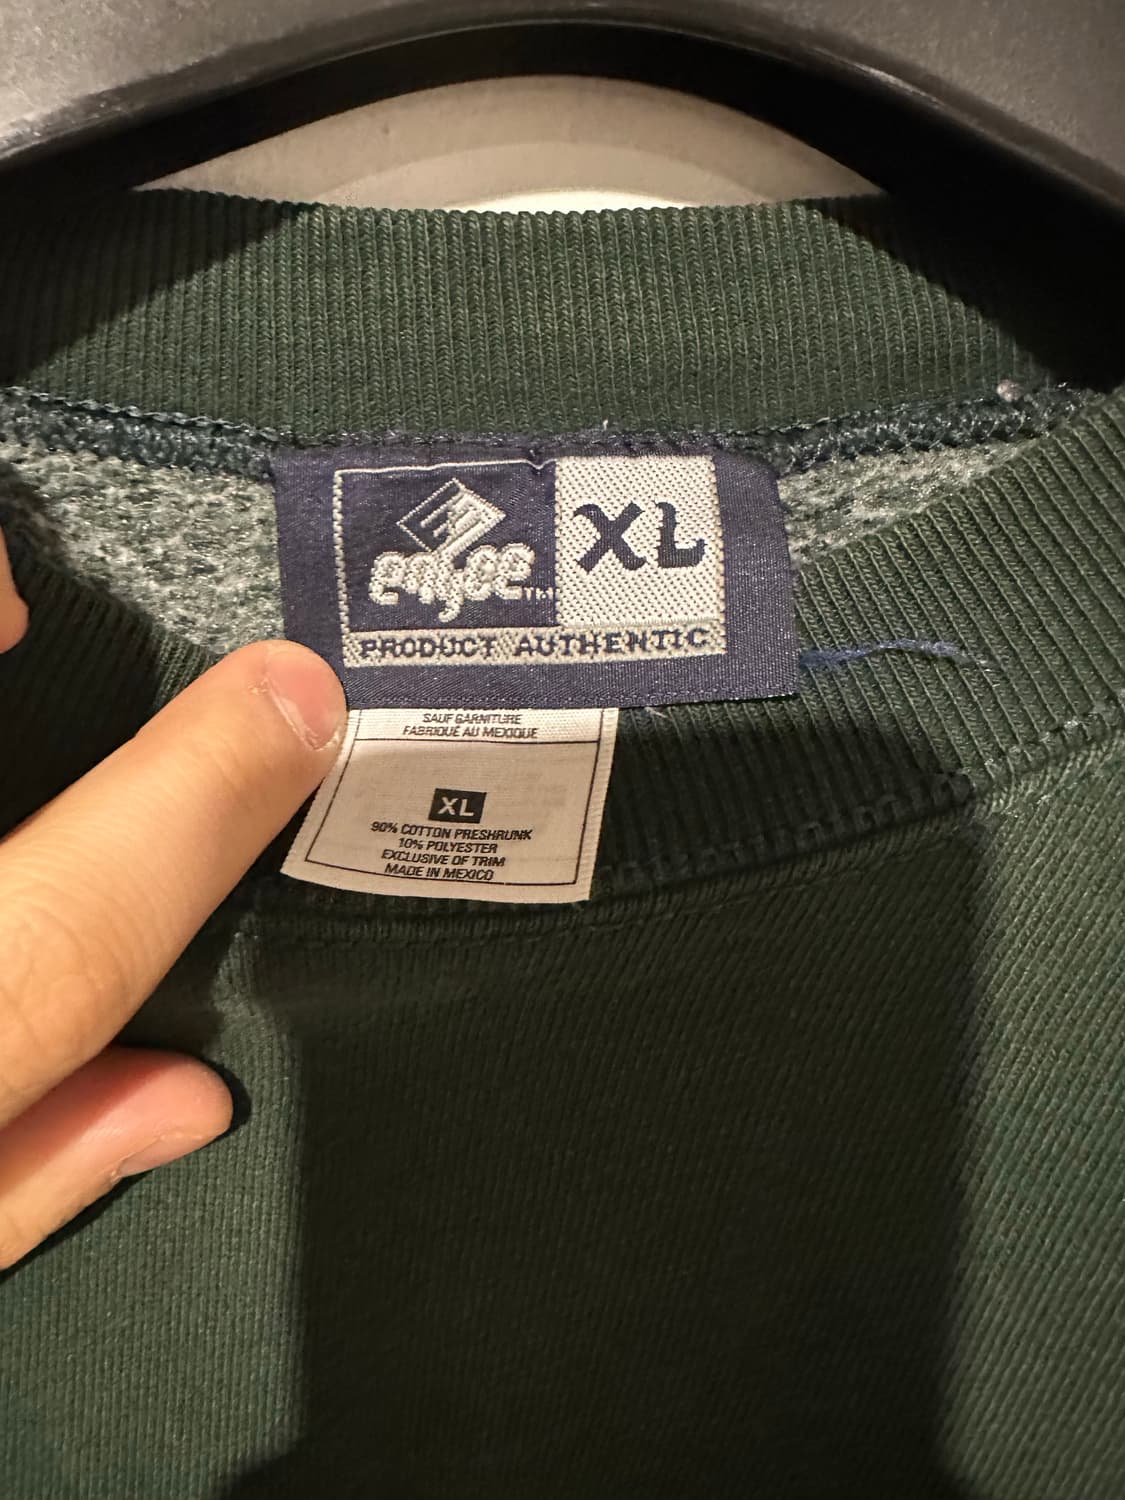 XL
PRODUCT AUTHENTIC
SAUF GARNITURE
FABRIQUÉ AU MEXIQUE
XL
90% COTTON PRESHRUNK
10% POLYESTER
EXCLUSIVE OF TRIM
MADE IN MEXICO